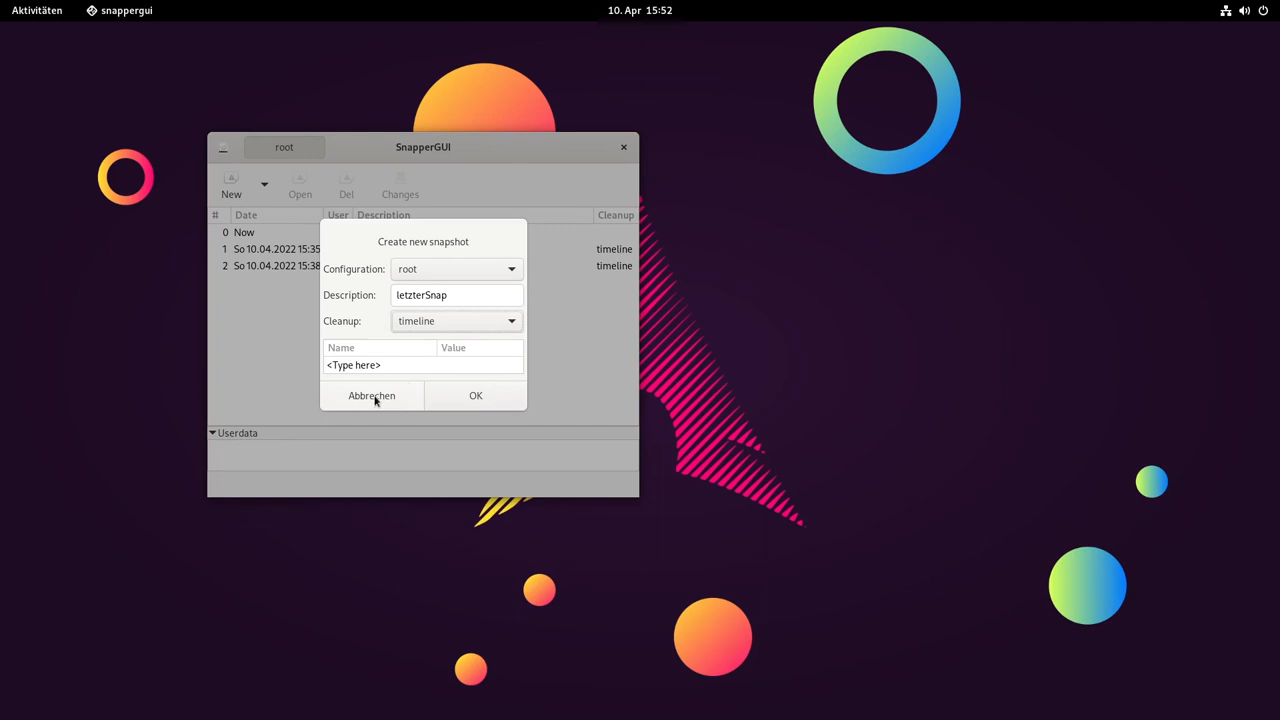 Aktivitäten snappergui 10. Apr 15:52
root SnapperGUI ×
New Open Del Changes
# Date User Description Cleanup
0 Now
1 So 10.04.2022 15:35 timeline
2 So 10.04.2022 15:38 timeline
Create new snapshot
Configuration: root
Description: letzterSnap
Cleanup: timeline
Name Value
<Type here>
Abbrechen OK
Userdata